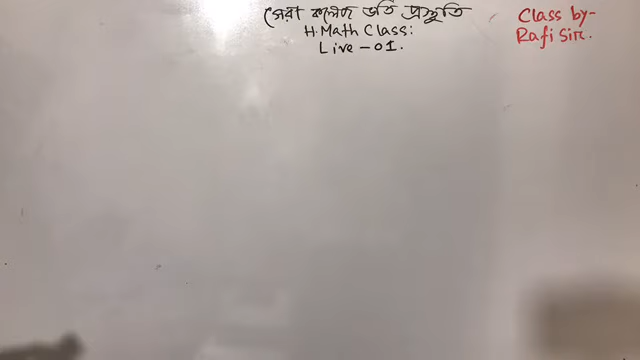 সেরা কলেজ ভর্তি প্রস্তুতি
H.Math Class:
Live-01.
Class by-
Rafi Sir.